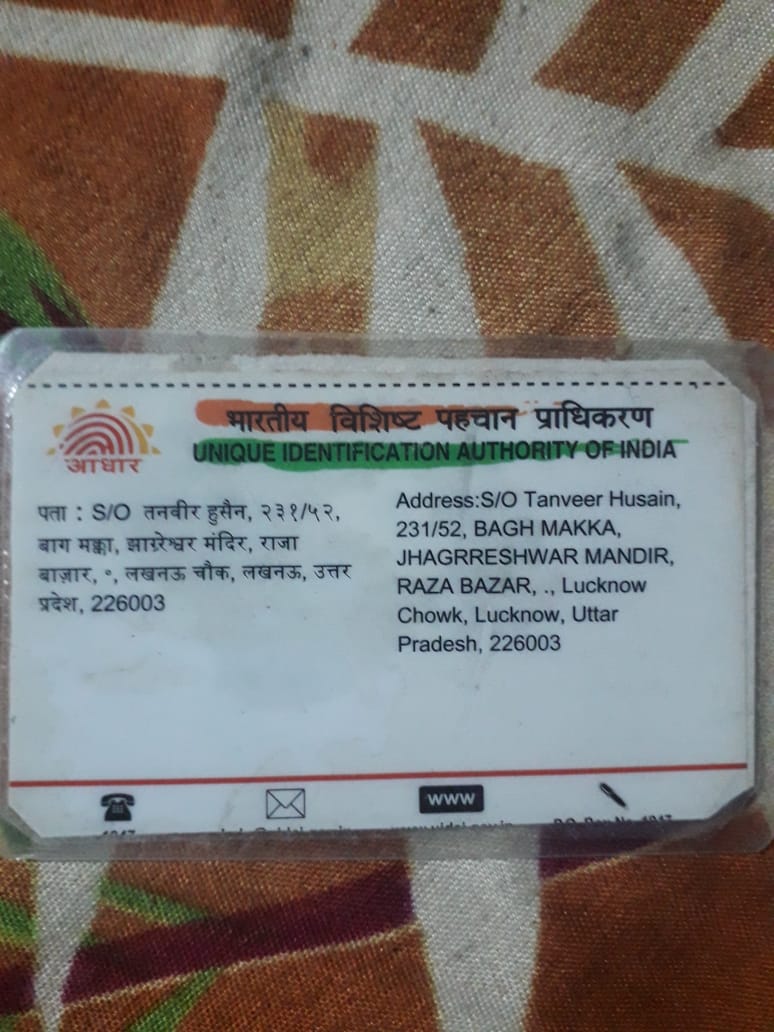 भारतीय विशिष्ट पहचान प्राधिकरण
UNIQUE IDENTIFICATION AUTHORITY OF INDIA
आधार
पता : S/O तनवीर हुसैन, २३१/५२,
बाग मक्का, झाग्रेश्वर मंदिर, राजा
बाज़ार, °, लखनऊ चौक, लखनऊ, उत्तर
प्रदेश, 226003
Address:S/O Tanveer Husain,
231/52, BAGH MAKKA,
JHAGRRESHWAR MANDIR,
RAZA BAZAR, ., Lucknow
Chowk, Lucknow, Uttar
Pradesh, 226003
WWW